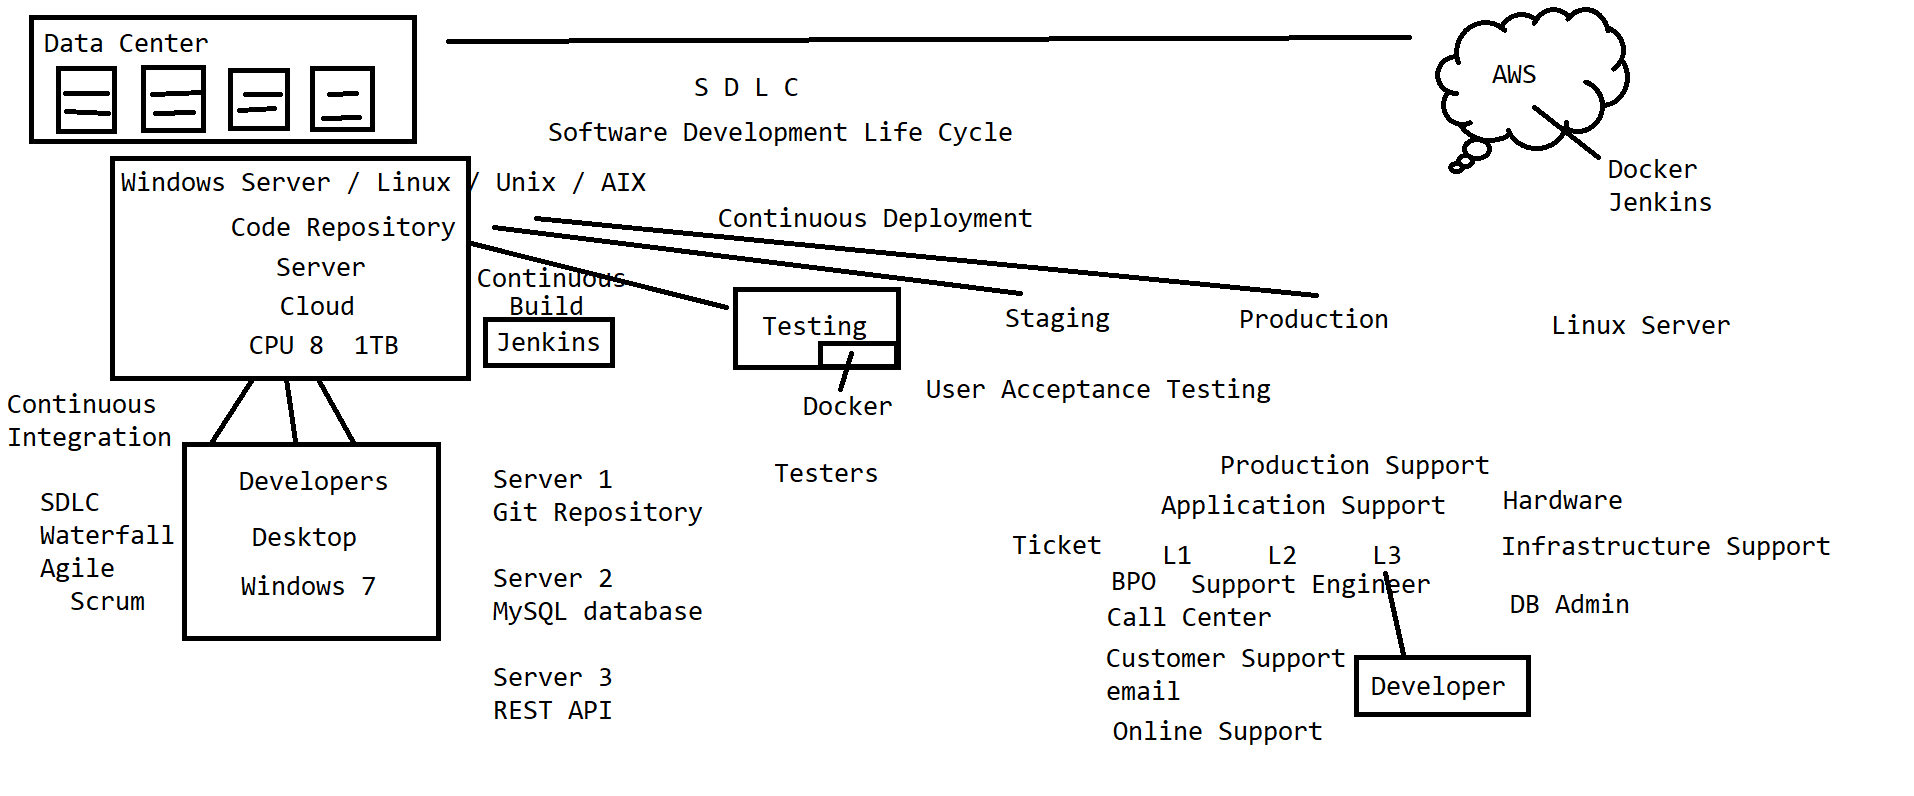 Data Center
AWS
S D L C
Software Development Life Cycle
Docker
Jenkins
Windows Server / Linux / Unix / AIX
Code Repository
Server
Cloud
CPU 8  1TB
Continuous Deployment
Continuous
Build
Jenkins
Testing
Docker
Staging
Production
Linux Server
User Acceptance Testing
Continuous
Integration
Developers
Desktop
Windows 7
SDLC
Waterfall
Agile
Scrum
Server 1
Git Repository
Server 2
MySQL database
Server 3
REST API
Testers
Production Support
Application Support
Ticket
L1 L2 L3
BPO
Support Engineer
Call Center
Customer Support
email
Online Support
Developer
Hardware
Infrastructure Support
DB Admin